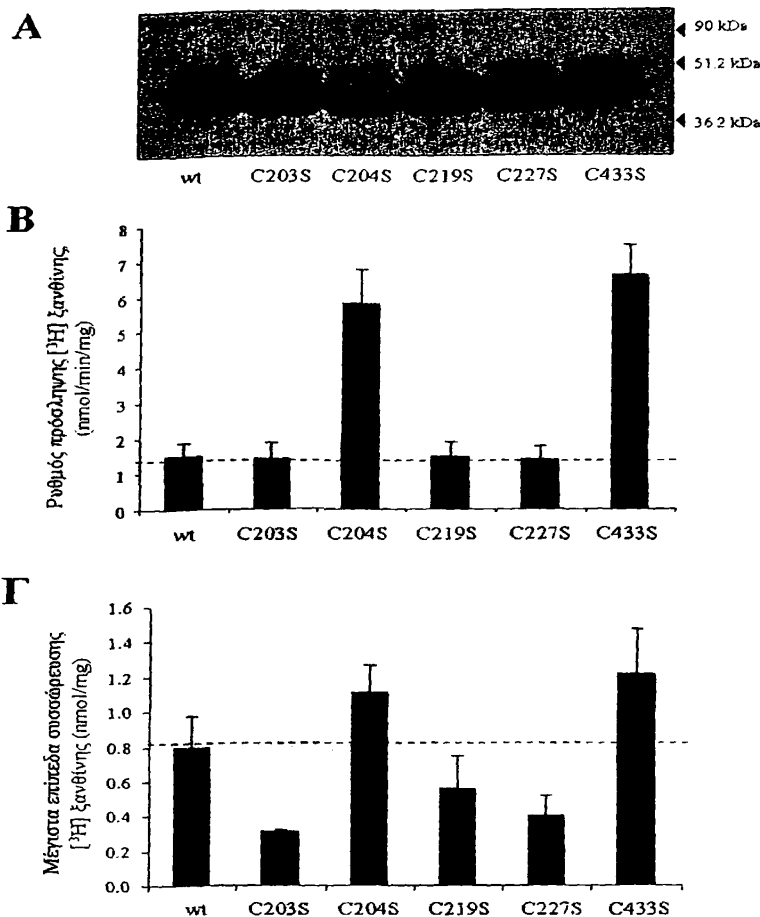 A
90 kDa
51.2 kDa
36.2 kDa
wt C203S C204S C219S C227S C433S
B
Ρυθμός πρόσληψης [³H] ξανθίνης
(nmol/min/mg)
8
7
6
5
4
3
2
1
0
wt C203S C204S C219S C227S C433S
Γ
Μέγιστα επίπεδα συσσώρευσης
[³H] ξανθίνης (nmol/mg)
1.6
1.4
1.2
1.0
0.8
0.6
0.4
0.2
0.0
wt C203S C204S C219S C227S C433S